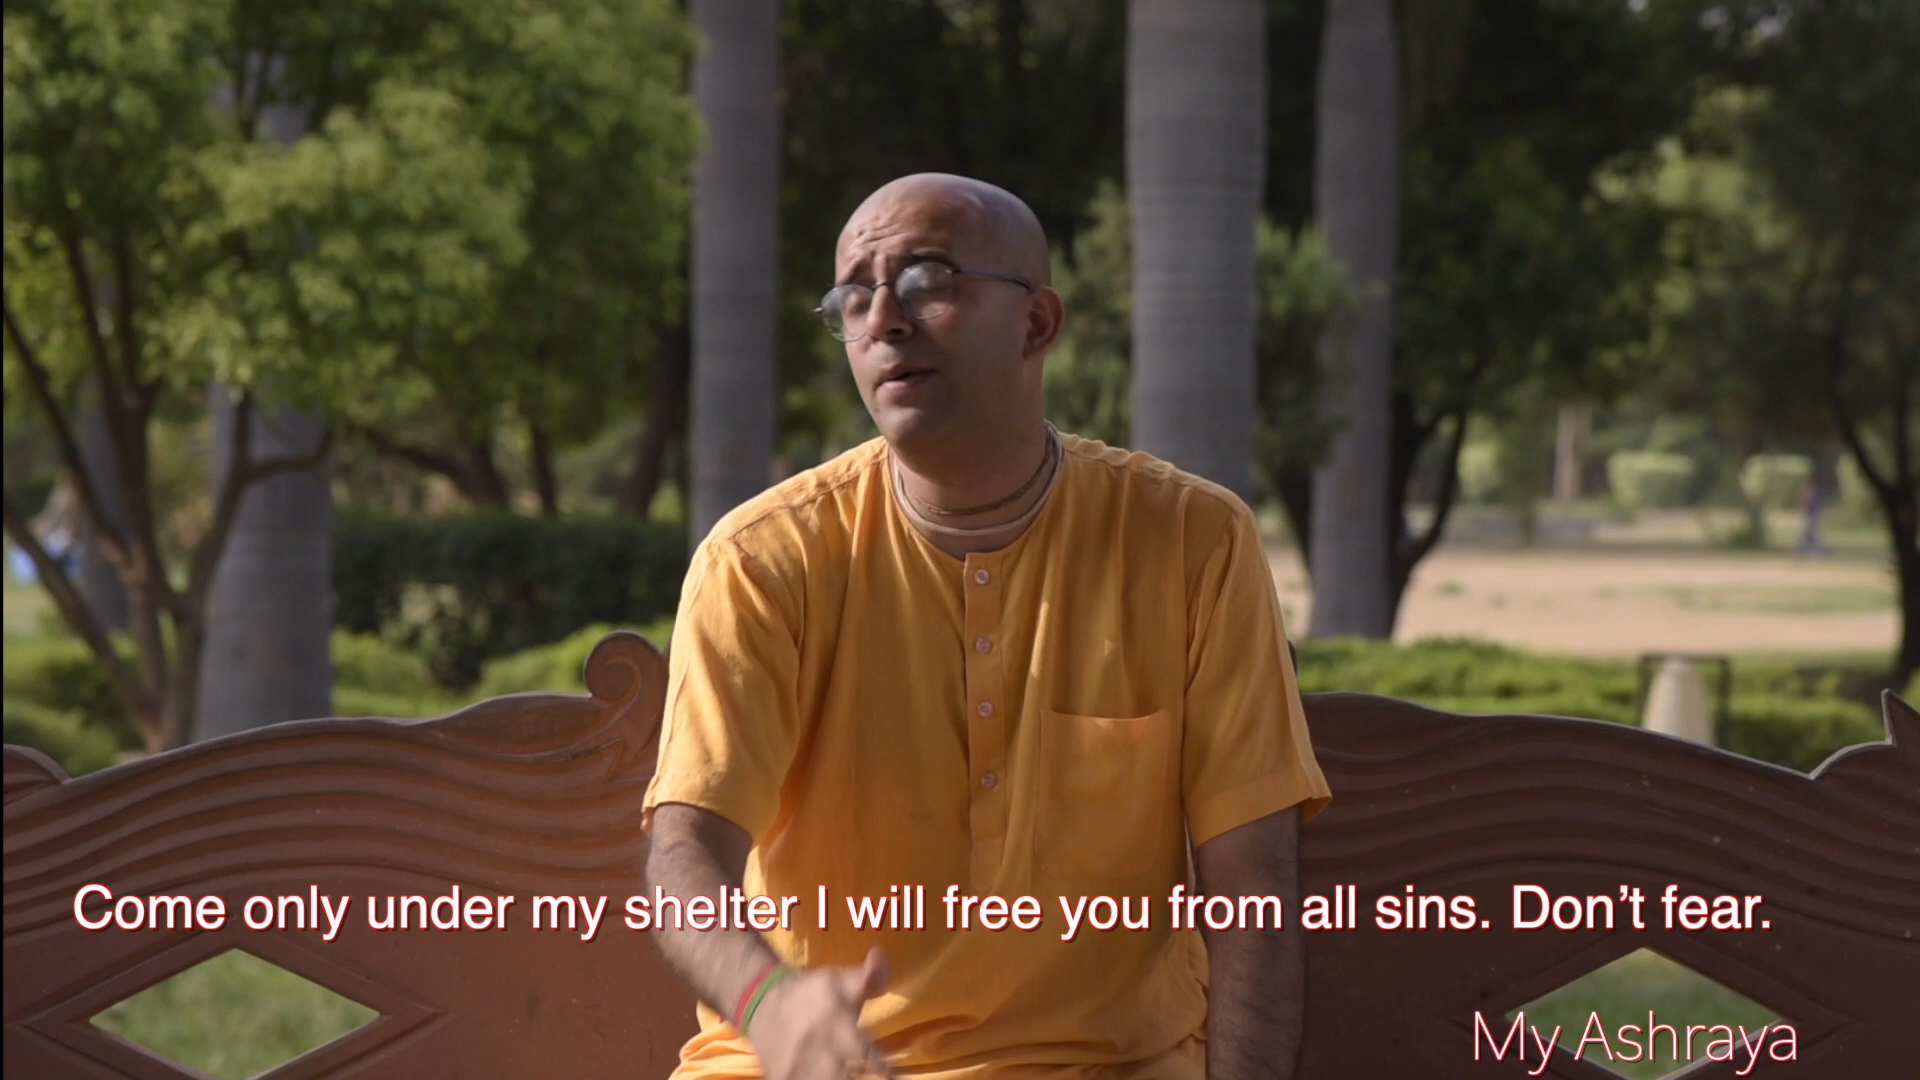 Come only under my shelter I will free you from all sins. Don’t fear.
My Ashraya